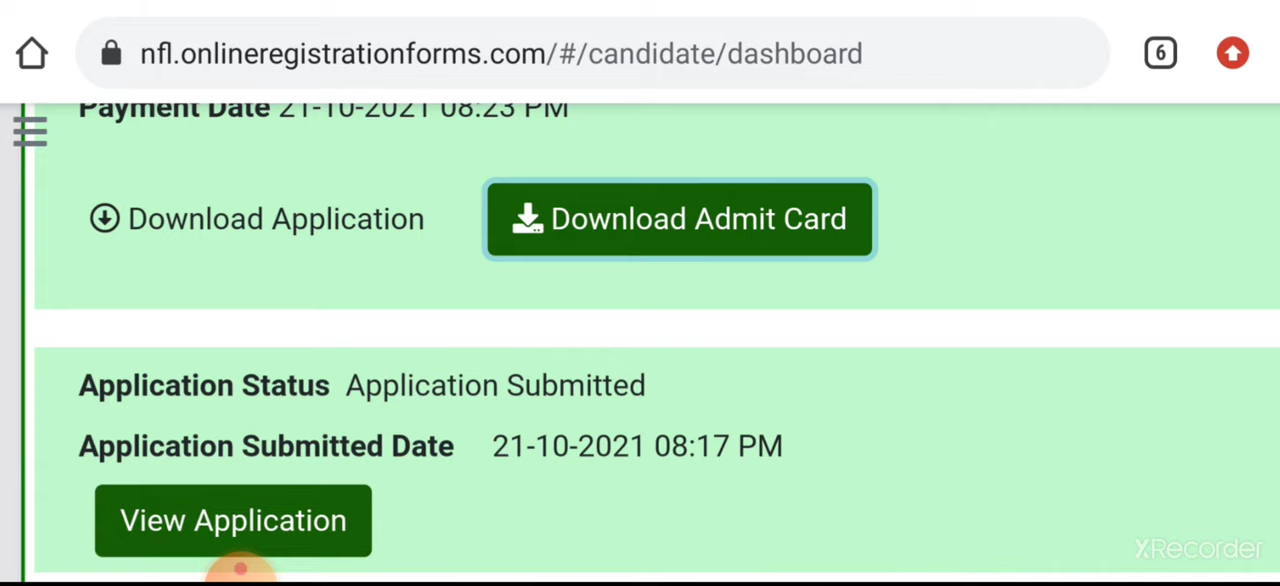 nfl.onlineregistrationforms.com/#/candidate/dashboard
6
Payment Date 21-10-2021 08:23 PM
Download Application
Download Admit Card
Application Status Application Submitted
Application Submitted Date 21-10-2021 08:17 PM
View Application
XRecorder